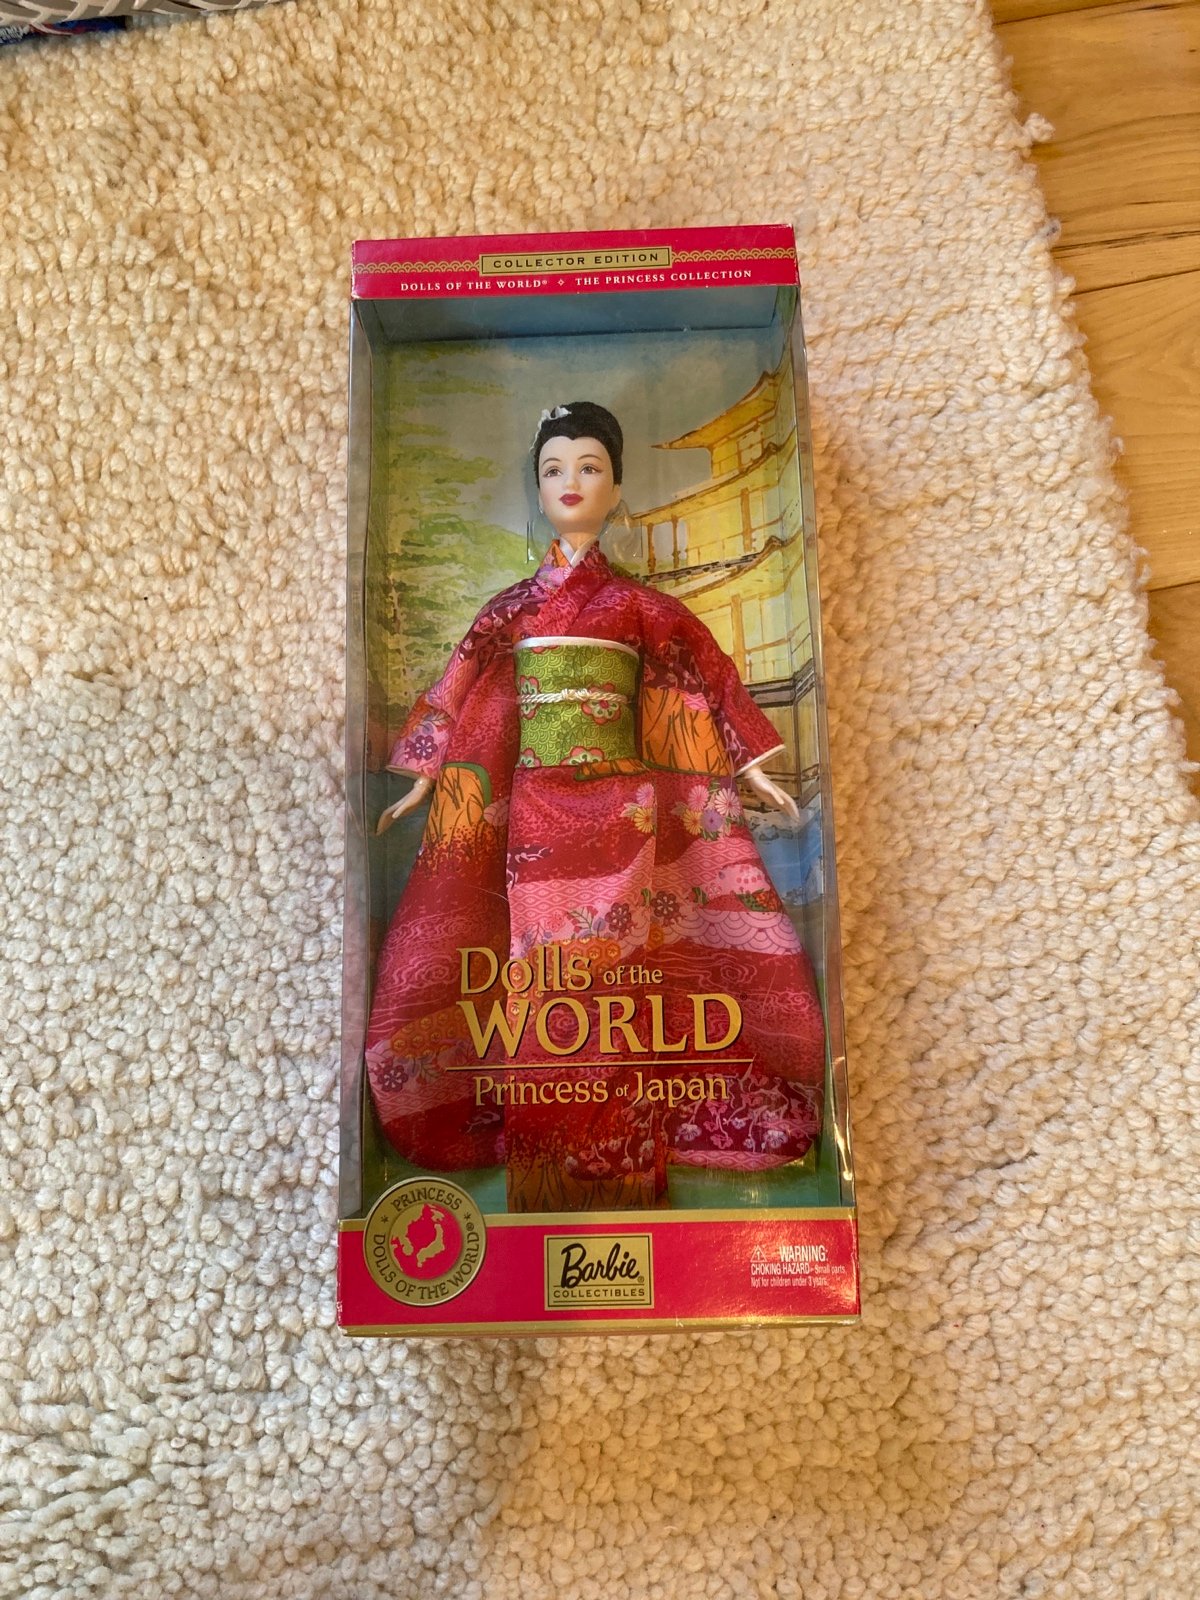 COLLECTOR EDITION
DOLLS OF THE WORLD® ✧ THE PRINCESS COLLECTION
Dolls of the
WORLD®
Princess of Japan
PRINCESS
DOLLS OF THE WORLD®
Barbie®
COLLECTIBLES
WARNING:
CHOKING HAZARD-Small parts.
Not for children under 3 years.